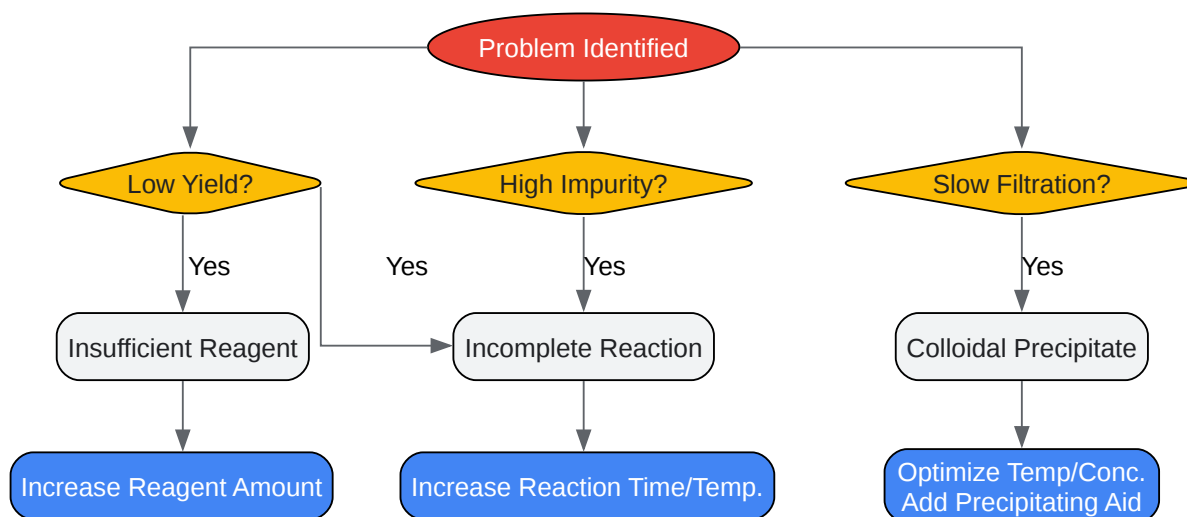 Problem Identified
Low Yield?
High Impurity?
Slow Filtration?
Yes
Yes
Yes
Yes
Insufficient Reagent
Incomplete Reaction
Colloidal Precipitate
Increase Reagent Amount
Increase Reaction Time/Temp.
Optimize Temp/Conc.
Add Precipitating Aid